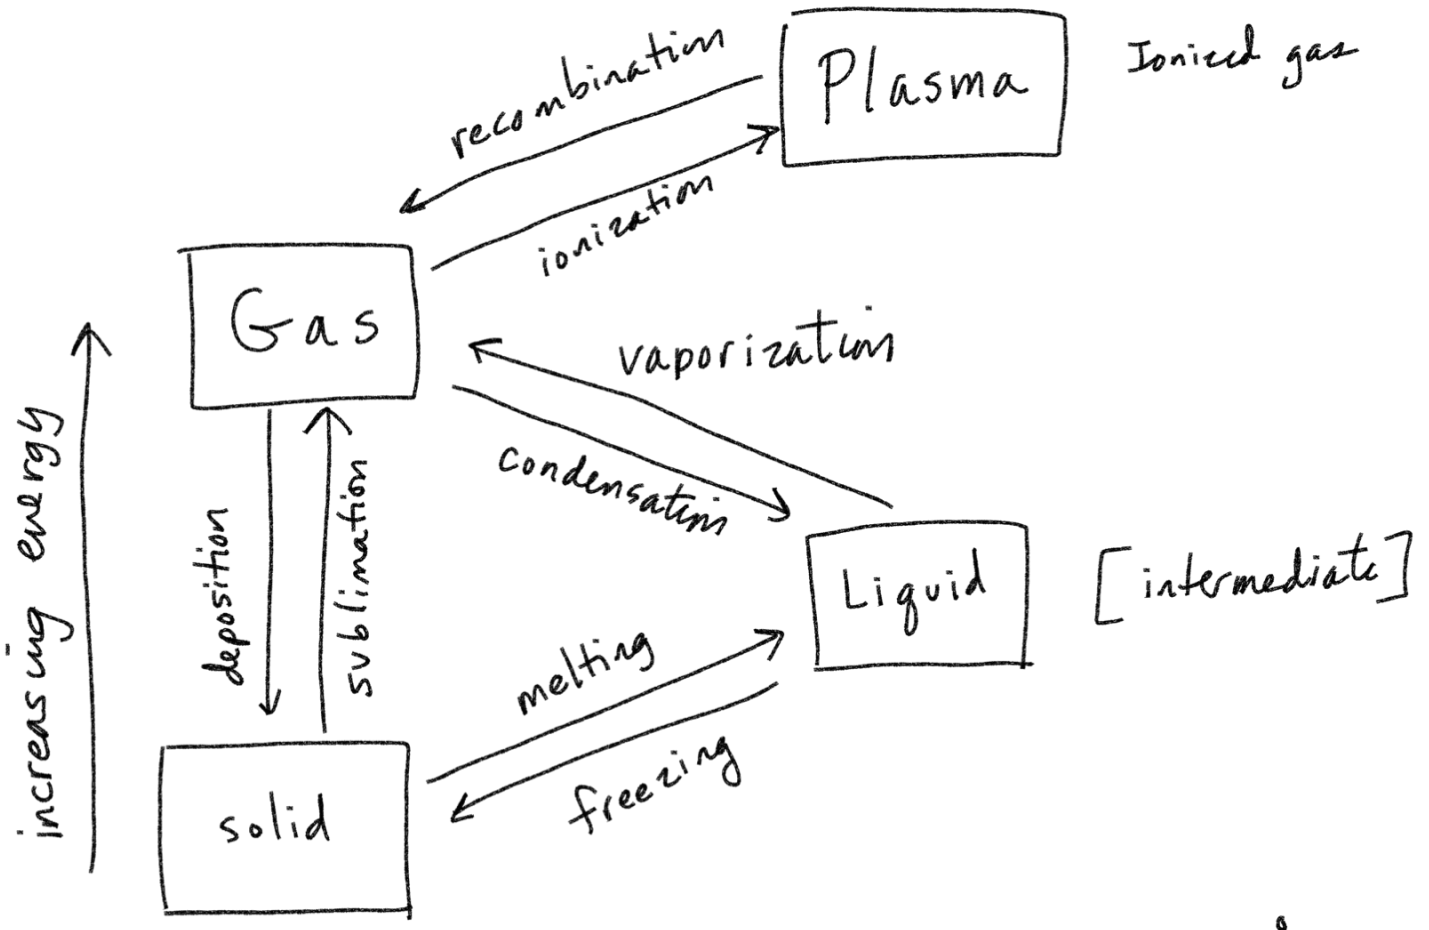 recombination
Plasma
Ionized gas
ionization
Gas
vaporization
condensation
increasing energy
deposition
sublimation
Liquid
[intermediate]
melting
freezing
solid